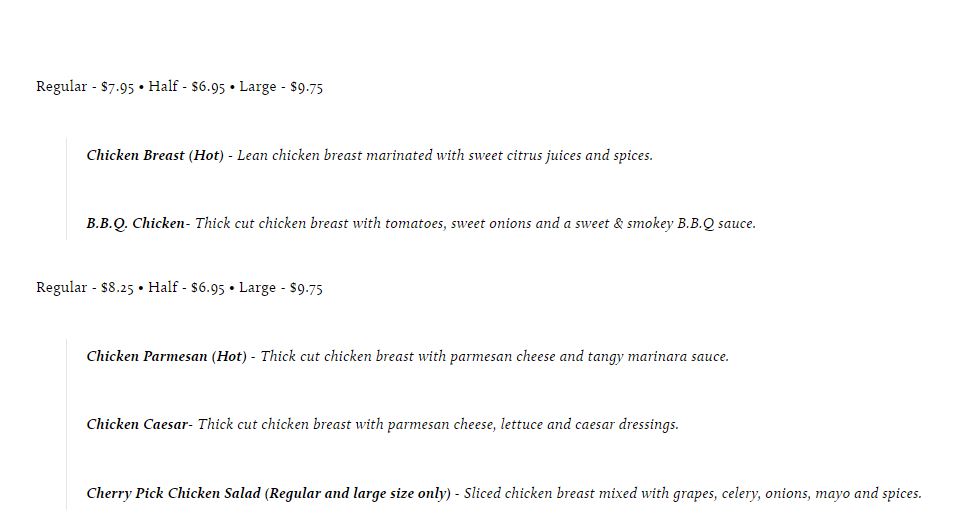 Regular - $7.95 • Half - $6.95 • Large - $9.75
Chicken Breast (Hot) - Lean chicken breast marinated with sweet citrus juices and spices.
B.B.Q. Chicken- Thick cut chicken breast with tomatoes, sweet onions and a sweet & smokey B.B.Q sauce.
Regular - $8.25 • Half - $6.95 • Large - $9.75
Chicken Parmesan (Hot) - Thick cut chicken breast with parmesan cheese and tangy marinara sauce.
Chicken Caesar- Thick cut chicken breast with parmesan cheese, lettuce and caesar dressings.
Cherry Pick Chicken Salad (Regular and large size only) - Sliced chicken breast mixed with grapes, celery, onions, mayo and spices.